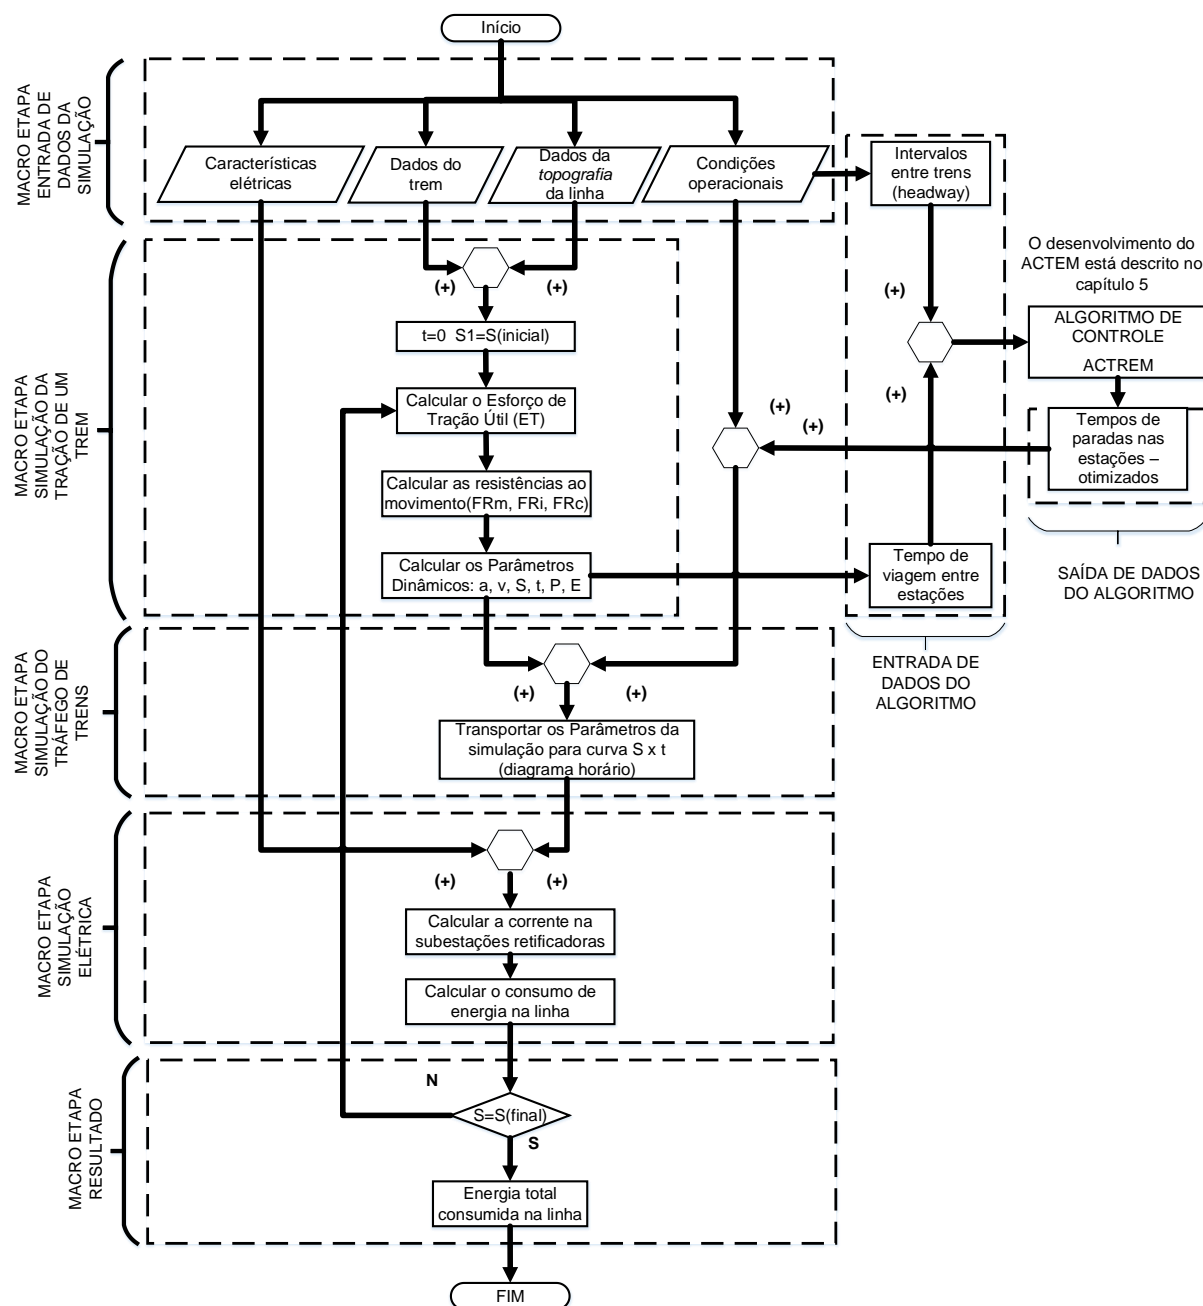 Início
MACRO ETAPA
ENTRADA DE
DADOS DA
SIMULAÇÃO
Características
elétricas
Dados do
trem
Dados da
topografia
da linha
Condições
operacionais
Intervalos
entre trens
(headway)
O desenvolvimento do
ACTEM está descrito no
capítulo 5
MACRO ETAPA
SIMULAÇÃO DA
TRAÇÃO DE UM
TREM
(+)
(+)
t=0 S1=S(inicial)
Calcular o Esforço de
Tração Útil (ET)
Calcular as resistências ao
movimento(FRm, FRi, FRc)
Calcular os Parâmetros
Dinâmicos: a, v, S, t, P, E
(+)
(+)
(+)
(+)
ALGORITMO DE
CONTROLE
ACTREM
Tempos de
paradas nas
estações –
otimizados
Tempo de
viagem entre
estações
SAÍDA DE DADOS
DO ALGORITMO
ENTRADA DE
DADOS DO
ALGORITMO
MACRO ETAPA
SIMULAÇÃO DO
TRÁFEGO DE
TRENS
(+)
(+)
Transportar os Parâmetros da
simulação para curva S x t
(diagrama horário)
MACRO ETAPA
SIMULAÇÃO
ELÉTRICA
(+)
(+)
Calcular a corrente na
subestações retificadoras
Calcular o consumo de
energia na linha
MACRO ETAPA
RESULTADO
N
S=S(final)
S
Energia total
consumida na linha
FIM